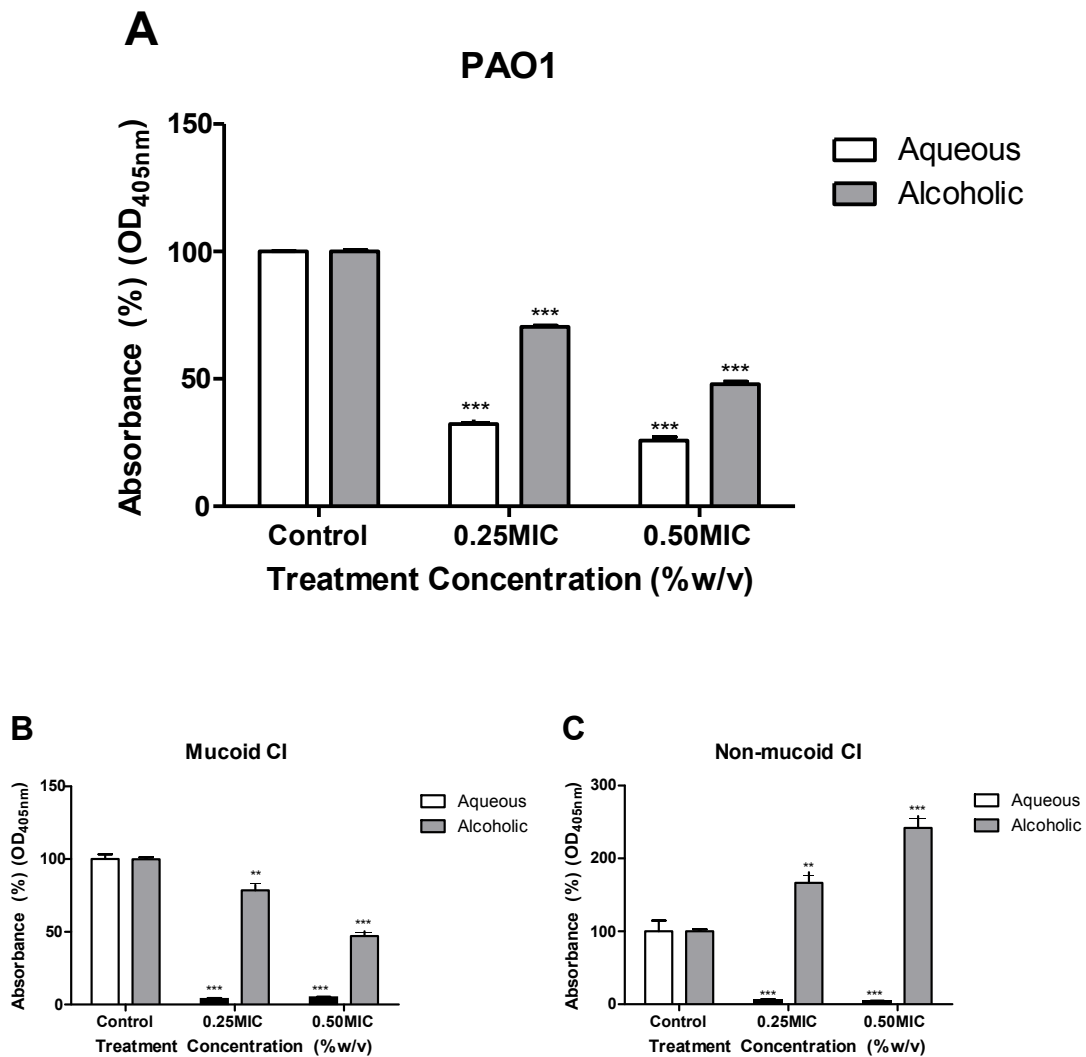 A
PAO1
Absorbance (%) (OD405nm)
150
100
50
0
***
***
***
***
Control 0.25MIC 0.50MIC
Treatment Concentration (%w/v)
Aqueous
Alcoholic
B
Mucoid CI
Absorbance (%) (OD405nm)
150
100
50
0
***
**
***
***
Control 0.25MIC 0.50MIC
Treatment Concentration (%w/v)
Aqueous
Alcoholic
C
Non-mucoid CI
Absorbance (%) (OD405nm)
300
200
100
0
***
**
***
***
Control 0.25MIC 0.50MIC
Treatment Concentration (%w/v)
Aqueous
Alcoholic